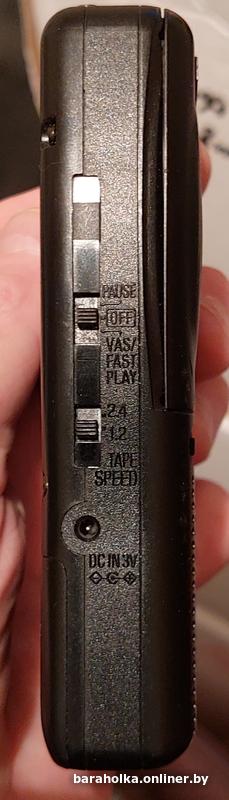 PAUSE
OFF
VAS/
FAST
PLAY
2.4
1.2
TAPE
SPEED
DC IN 3V
baraholka.onliner.by